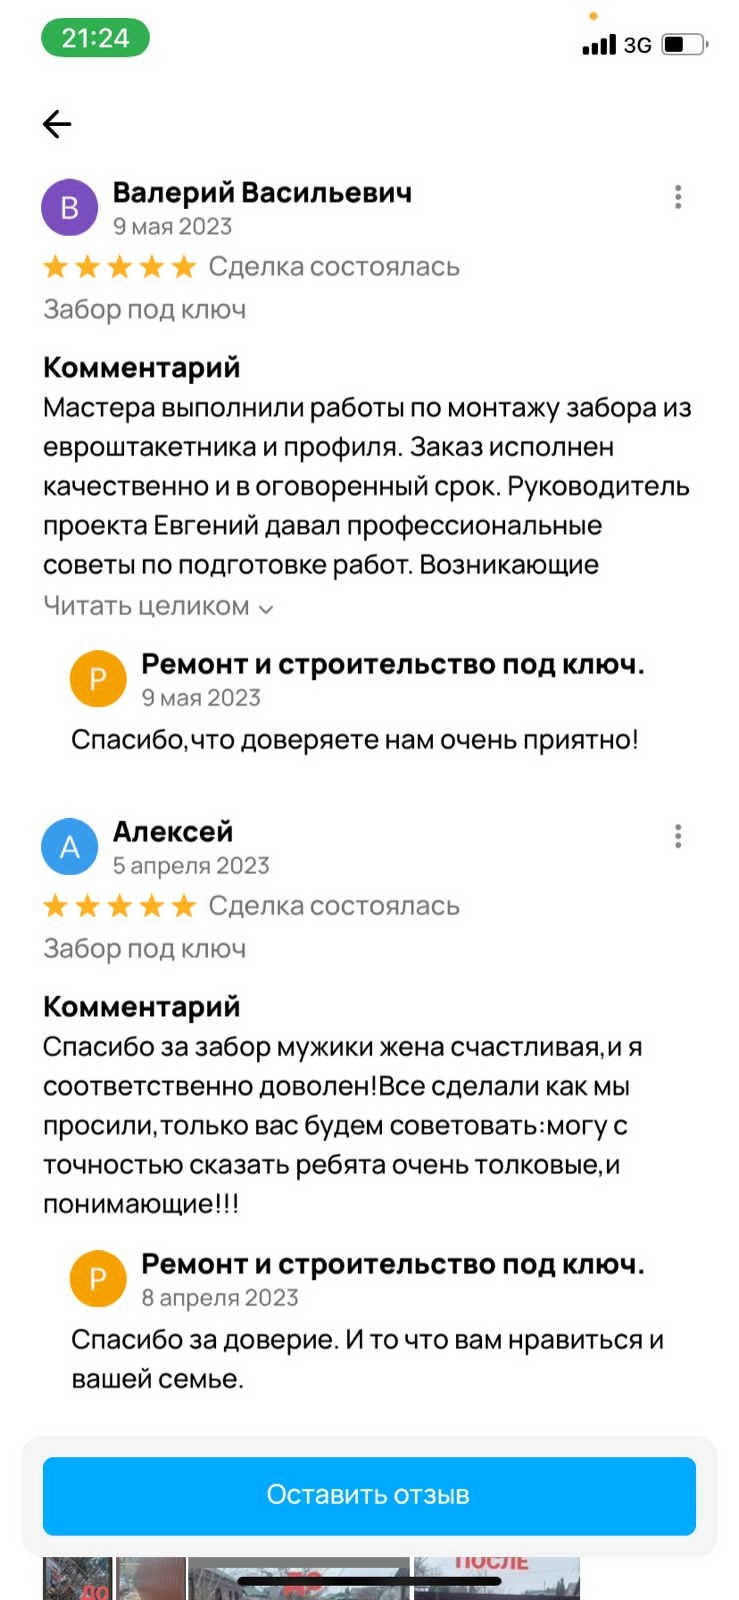 21:24
3G
В
Валерий Васильевич
9 мая 2023
Сделка состоялась
Забор под ключ
Комментарий
Мастера выполнили работы по монтажу забора из
евроштакетника и профиля. Заказ исполнен
качественно и в оговоренный срок. Руководитель
проекта Евгений давал профессиональные
советы по подготовке работ. Возникающие
Читать целиком
Р
Ремонт и строительство под ключ.
9 мая 2023
Спасибо,что доверяете нам очень приятно!
А
Алексей
5 апреля 2023
Сделка состоялась
Забор под ключ
Комментарий
Спасибо за забор мужики жена счастливая,и я
соответственно доволен!Все сделали как мы
просили,только вас будем советовать:могу с
точностью сказать ребята очень толковые,и
понимающие!!!
Р
Ремонт и строительство под ключ.
8 апреля 2023
Спасибо за доверие. И то что вам нравиться и
вашей семье.
Оставить отзыв
ДО
ДО
ПОСЛЕ